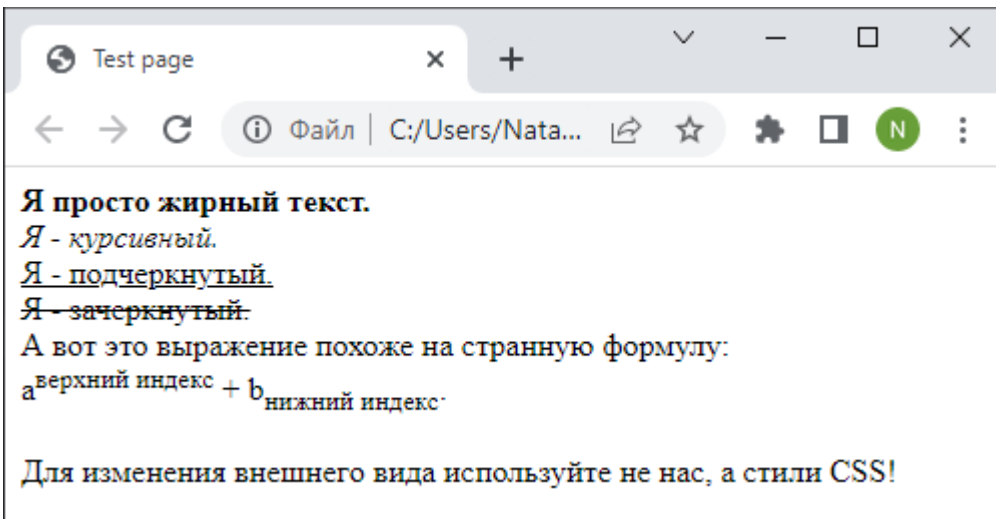 Test page
Файл C:/Users/Nata...
N
Я просто жирный текст.
Я - курсивный.
Я - подчеркнутый.
Я - зачеркнутый.
А вот это выражение похоже на странную формулу:
aверхний индекс + bнижний индекс.
Для изменения внешнего вида используйте не нас, а стили CSS!